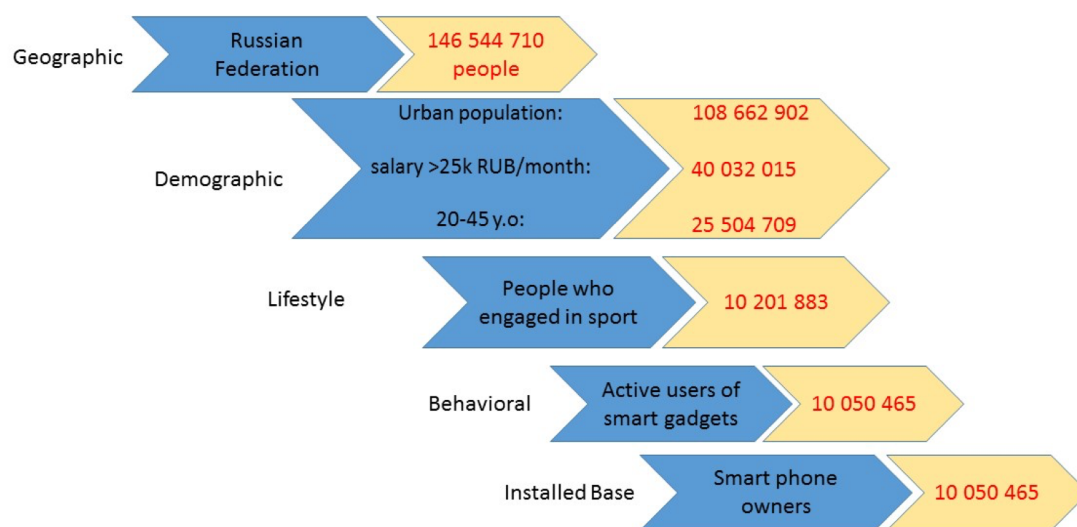 Geographic
Russian
Federation
146 544 710
people
Demographic
Urban population:
108 662 902
salary >25k RUB/month:
40 032 015
20-45 y.o:
25 504 709
Lifestyle
People who
engaged in sport
10 201 883
Behavioral
Active users of
smart gadgets
10 050 465
Installed Base
Smart phone
owners
10 050 465